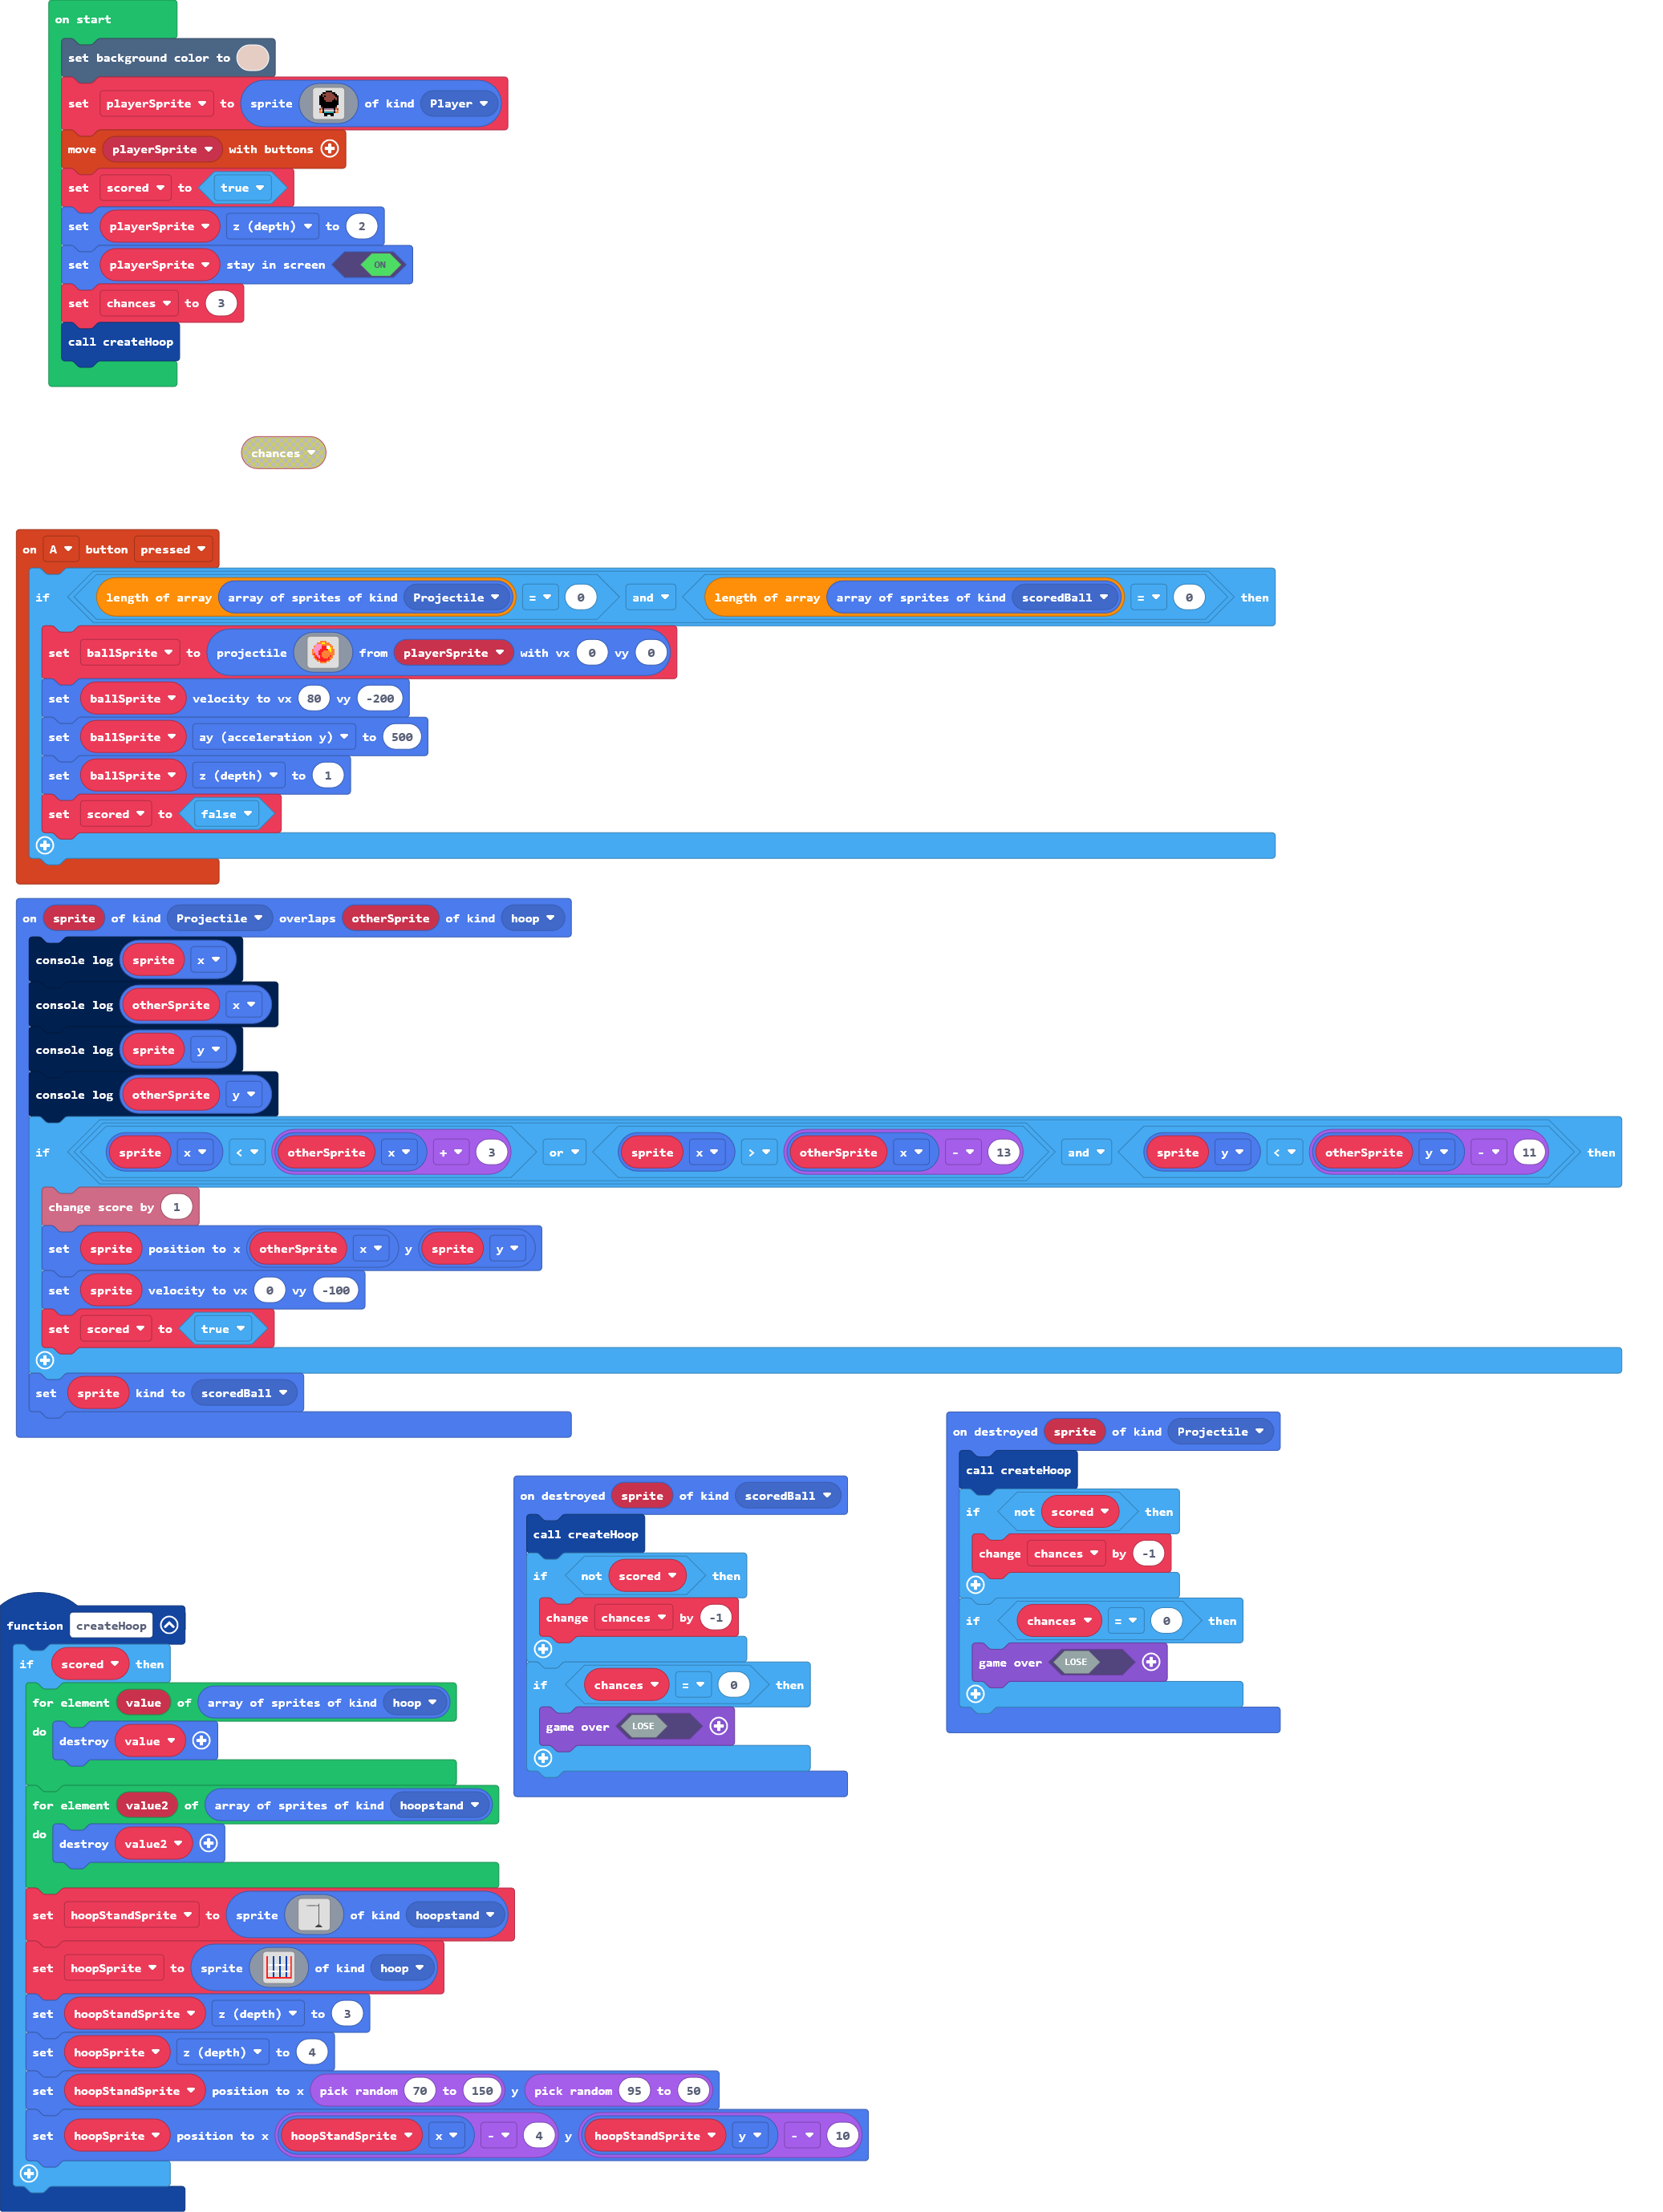 on start
set background color to
set playerSprite to sprite of kind Player
move playerSprite with buttons
set scored to true
set playerSprite z (depth) to 2
set playerSprite stay in screen ON
set chances to 3
call createHoop
chances
on A button pressed
if length of array array of sprites of kind Projectile = 0 and length of array array of sprites of kind scoredBall = 0 then
set ballSprite to projectile from playerSprite with vx 0 vy 0
set ballSprite velocity to vx 80 vy -200
set ballSprite ay (acceleration y) to 500
set ballSprite z (depth) to 1
set scored to false
on sprite of kind Projectile overlaps otherSprite of kind hoop
console log sprite x
console log otherSprite x
console log sprite y
console log otherSprite y
if sprite x < otherSprite x + 3 or sprite x > otherSprite x - 13 and sprite y < otherSprite y - 11 then
change score by 1
set sprite position to x otherSprite x y sprite y
set sprite velocity to vx 0 vy -100
set scored to true
set sprite kind to scoredBall
on destroyed sprite of kind Projectile
call createHoop
if not scored then
change chances by -1
if chances = 0 then
game over LOSE
on destroyed sprite of kind scoredBall
call createHoop
if not scored then
change chances by -1
if chances = 0 then
game over LOSE
function createHoop
if scored then
for element value of array of sprites of kind hoop
do destroy value
for element value2 of array of sprites of kind hoopstand
do destroy value2
set hoopStandSprite to sprite of kind hoopstand
set hoopSprite to sprite of kind hoop
set hoopStandSprite z (depth) to 3
set hoopSprite z (depth) to 4
set hoopStandSprite position to x pick random 70 to 150 y pick random 95 to 50
set hoopSprite position to x hoopStandSprite x - 4 y hoopStandSprite y - 10